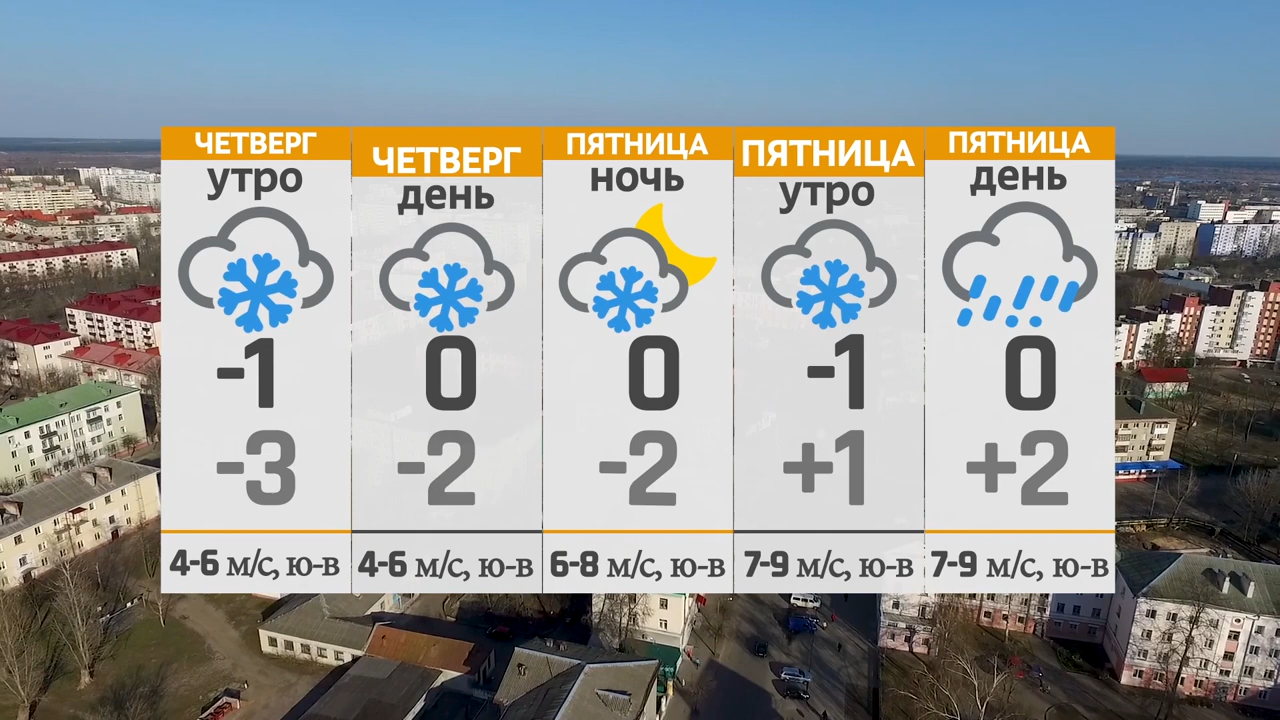 ЧЕТВЕРГ
утро
-1
-3
4-6 м/с, ю-в
ЧЕТВЕРГ
день
0
-2
4-6 м/с, ю-в
ПЯТНИЦА
ночь
0
-2
6-8 м/с, ю-в
ПЯТНИЦА
утро
-1
+1
7-9 м/с, ю-в
ПЯТНИЦА
день
0
+2
7-9 м/с, ю-в